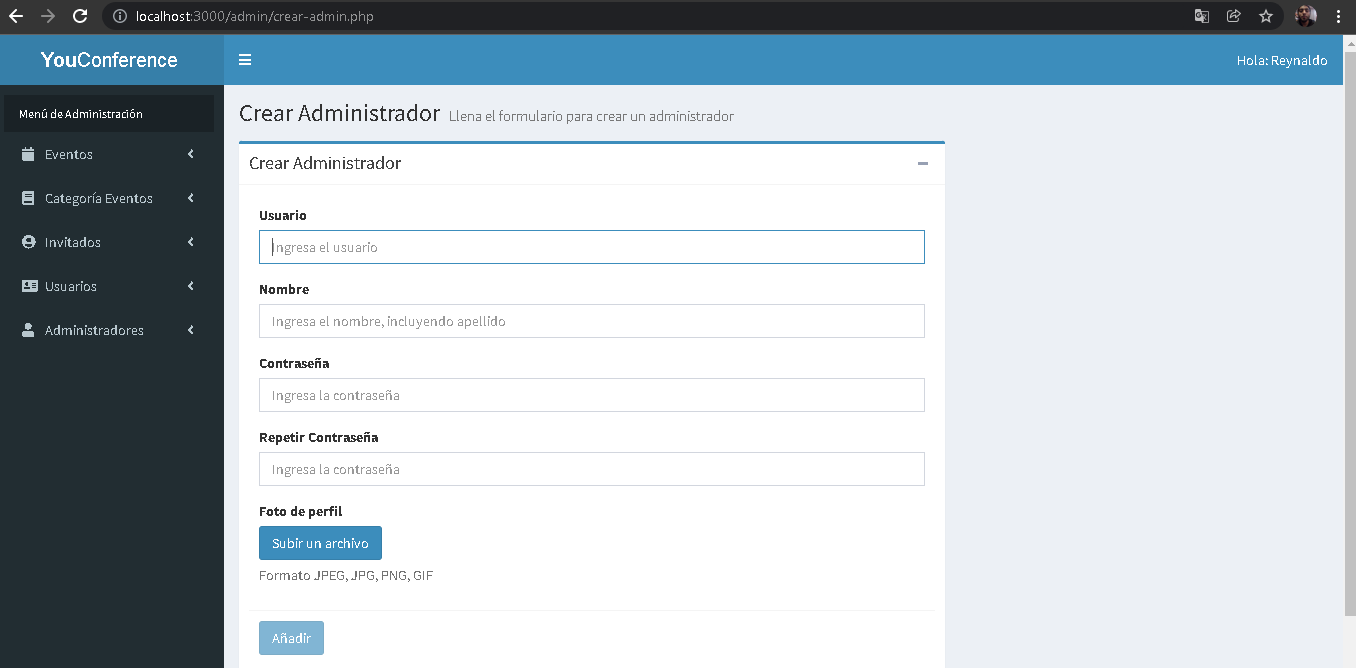 localhost:3000/admin/crear-admin.php
YouConference
Hola: Reynaldo
Menú de Administración
Eventos
Categoría Eventos
Invitados
Usuarios
Administradores
Crear Administrador Llena el formulario para crear un administrador
Crear Administrador
Usuario
Ingresa el usuario
Nombre
Ingresa el nombre, incluyendo apellido
Contraseña
Ingresa la contraseña
Repetir Contraseña
Ingresa la contraseña
Foto de perfil
Subir un archivo
Formato JPEG, JPG, PNG, GIF
Añadir